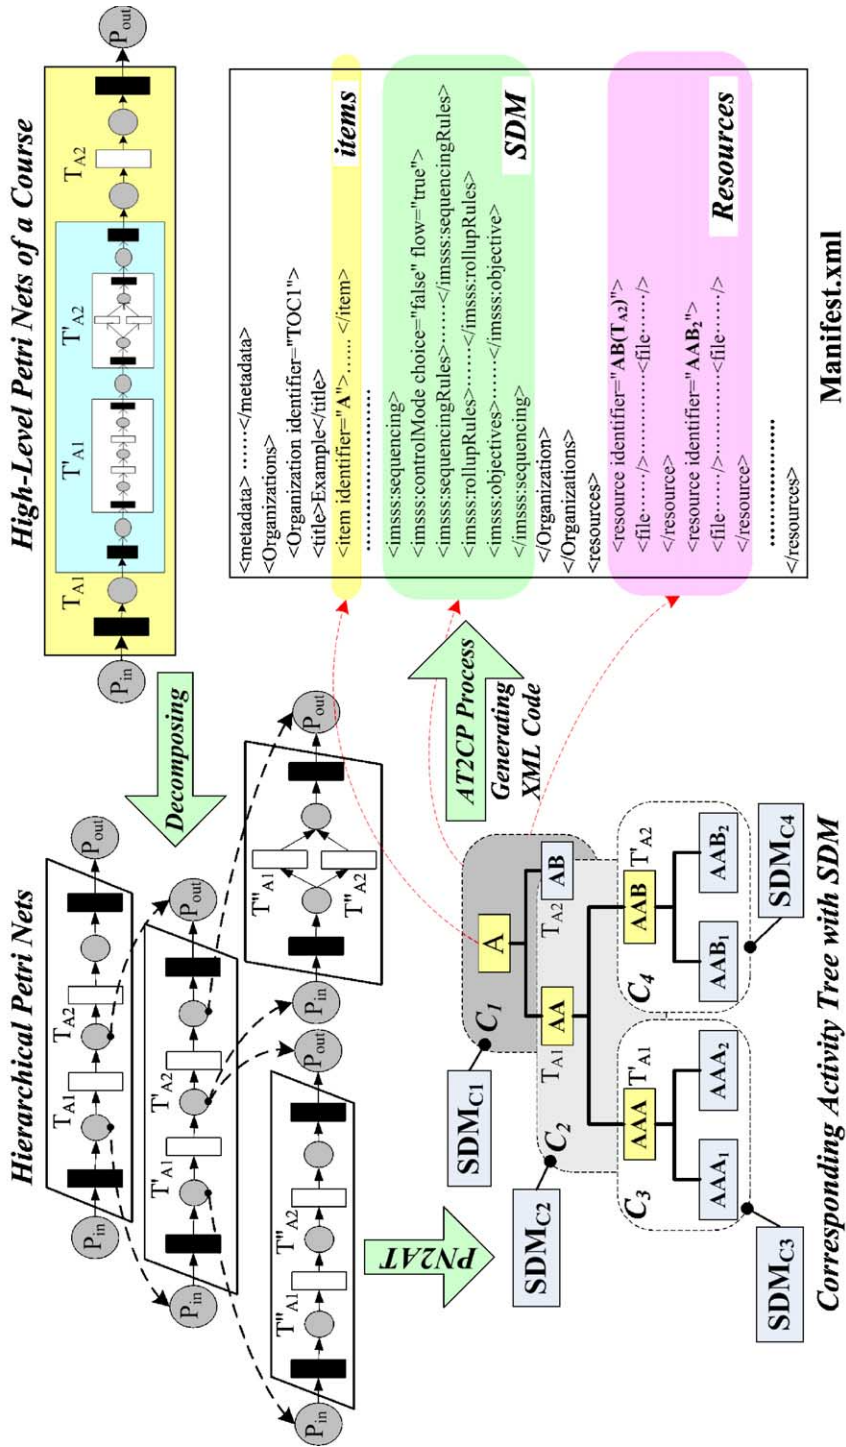 Hierarchical Petri Nets
P_in
T_A1
T_A2
P_out
P_in
T'_A1
T'_A2
P_out
P_in
T''_A1
T''_A2
P_out
P_in
T''_A1
T''_A2
P_out
Decomposing
High-Level Petri Nets of a Course
P_in
T_A1
T'_A1
T'_A2
T_A2
P_out
PN2AT
SDM_C1
C_1
A
T_A1
AA
T_A2
AB
SDM_C2
C_2
C_3
AAA
T'_A1
AAA_1
AAA_2
SDM_C3
C_4
AAB
T'_A2
AAB_1
AAB_2
SDM_C4
Corresponding Activity Tree with SDM
AT2CP Process
Generating
XML Code
<metadata> ......</metadata>
<Organizations>
<Organization identifier="TOC1">
<title>Example</title>
<item identifier="A">...... </item>
items
........................
<imsss:sequencing>
<imsss:controlMode choice="false" flow="true">
<imsss:sequencingRules>......</imsss:sequencingRules>
<imsss:rollupRules>......</imsss:rollupRules>
<imsss:objectives>......</imsss:objective>
</imsss:sequencing>
SDM
</Organization>
</Organizations>
<resources>
<resource identifier="AB(T_A2)">
<file....../>............<file....../>
</resource>
<resource identifier="AAB_2">
<file....../>............<file....../>
</resource>
Resources
..................
</resources>
Manifest.xml